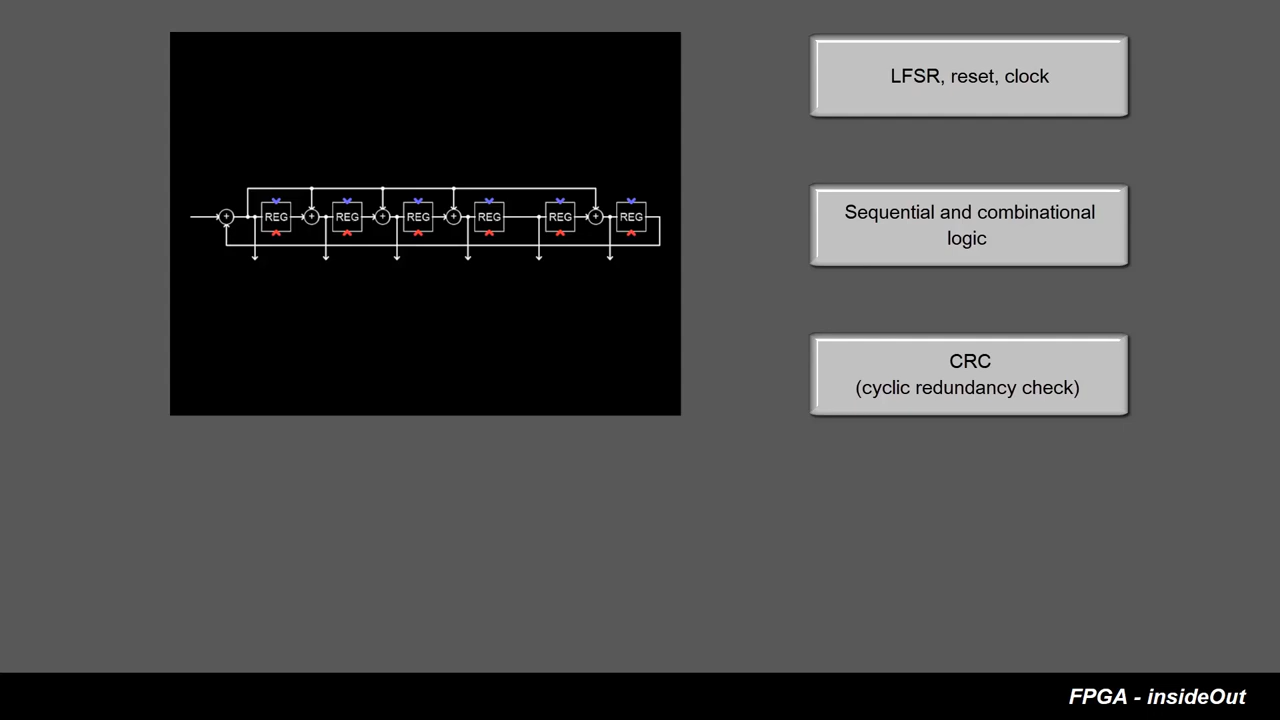 LFSR, reset, clock
REG REG REG REG REG REG
Sequential and combinational
logic
CRC
(cyclic redundancy check)
FPGA - insideOut